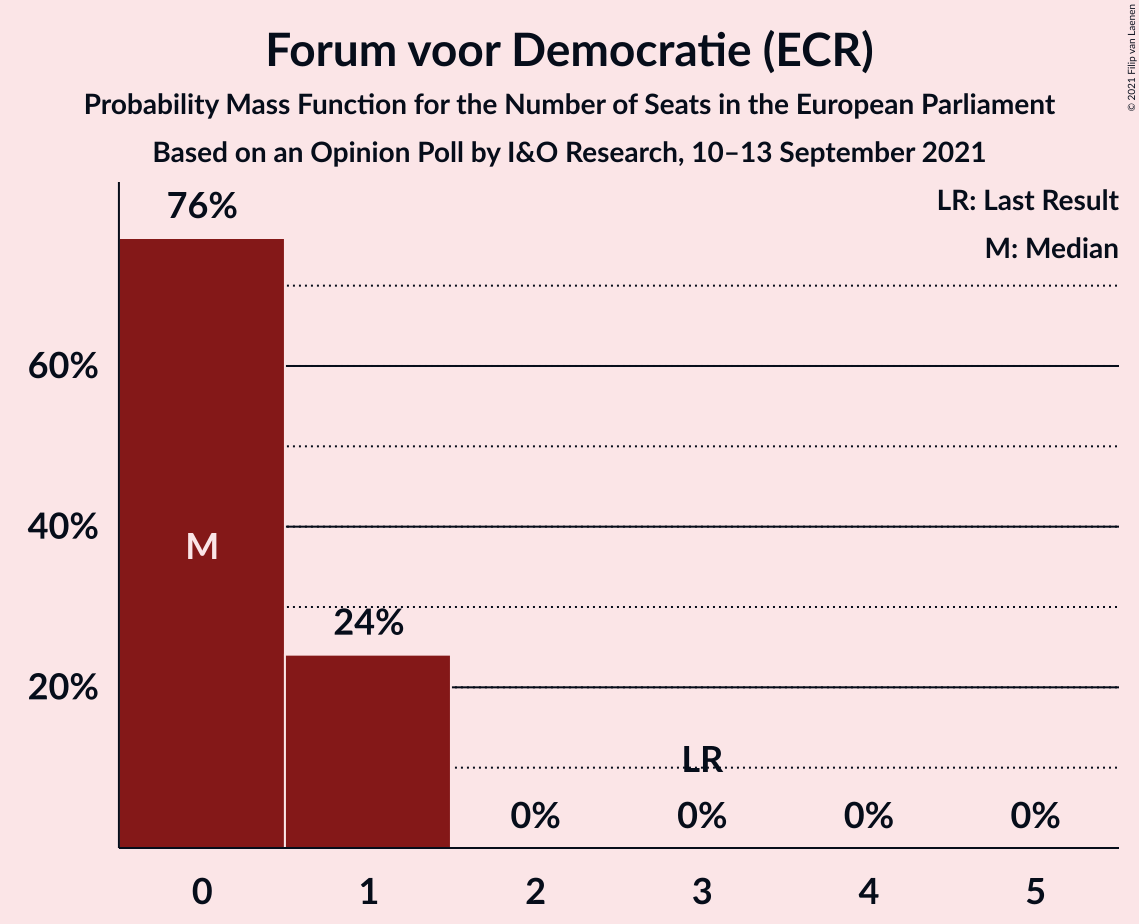 Forum voor Democratie (ECR)
Probability Mass Function for the Number of Seats in the European Parliament
Based on an Opinion Poll by I&O Research, 10–13 September 2021
© 2021 Filip van Laenen
LR: Last Result
M: Median
76%
60%
40%
M
24%
20%
LR
0%
0%
0%
0%
0
1
2
3
4
5